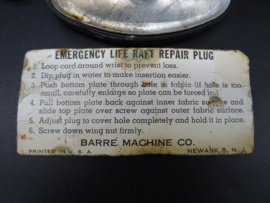 EMERGENCY LIFE RAFT REPAIR PLUG
1. Loop cord around wrist to prevent loss.
2. Dip plug in water to make insertion easier.
3. Push bottom plate through hole in fabric (if hole is too
small, carefully enlarge so plate can be forced in).
4. Pull bottom plate back against inner fabric surface and
slide top plate over screw against outer fabric surface.
5. Adjust plug to cover hole completely and hold it in place.
6. Screw down wing nut firmly.
BARRE MACHINE CO.
PRINTED IN U. S. A. NEWARK 5, N. J.